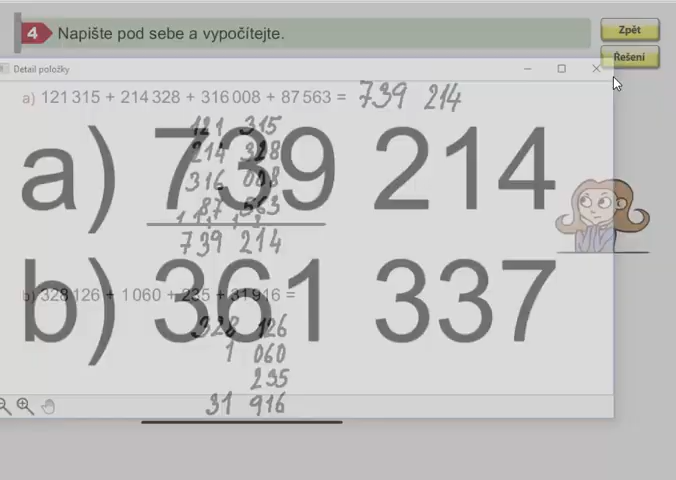 4 Napište pod sebe a vypočítejte.
Zpět
Řešení
Detail položky
a) 121 315 + 214 328 + 316 008 + 87 563 = 739 214
121 315
214 328
316 008
87 563
739 214
a) 739 214
b) 328 126 + 1 060 + 235 + 31 916 =
328 126
1 060
235
31 916
b) 361 337